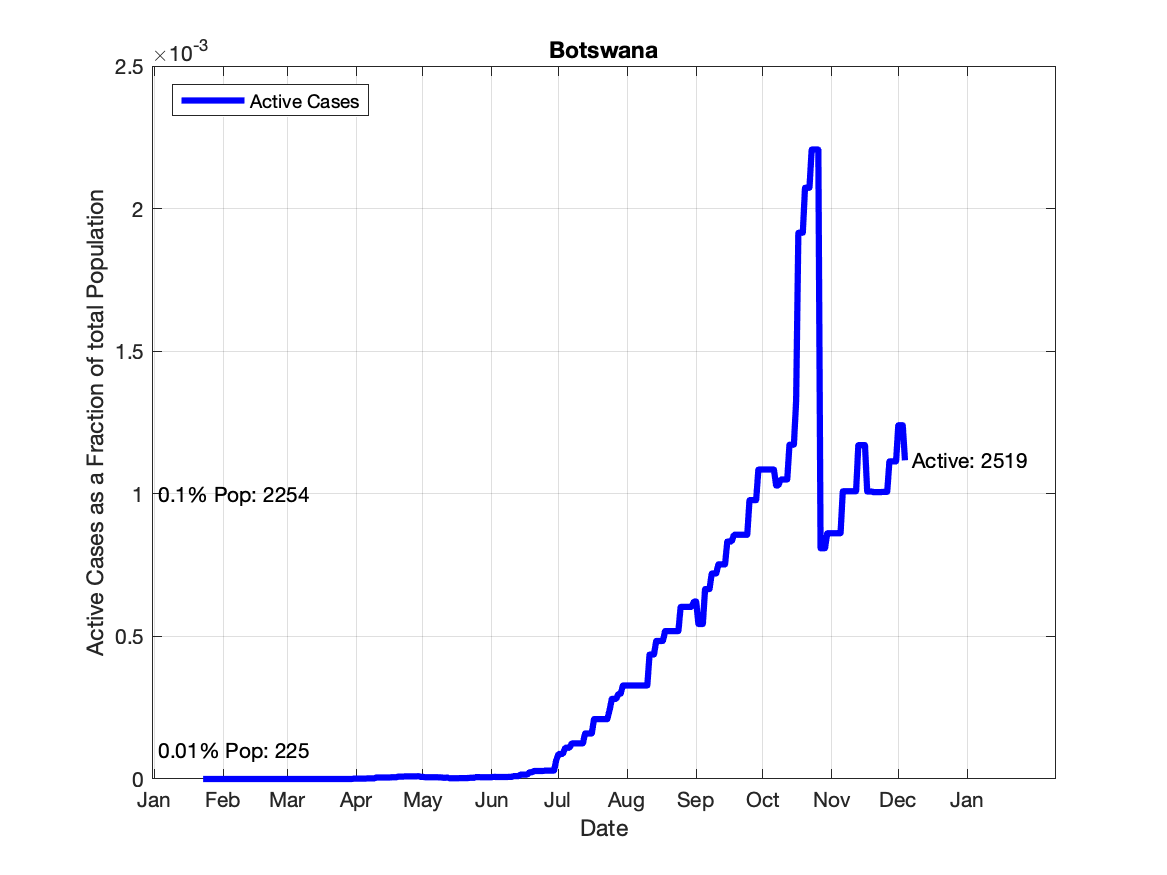 Botswana
×10-3
2.5
2
1.5
1
0.5
0
Active Cases
Active Cases as a Fraction of total Population
0.1% Pop: 2254
0.01% Pop: 225
Active: 2519
Jan Feb Mar Apr May Jun Jul Aug Sep Oct Nov Dec Jan
Date